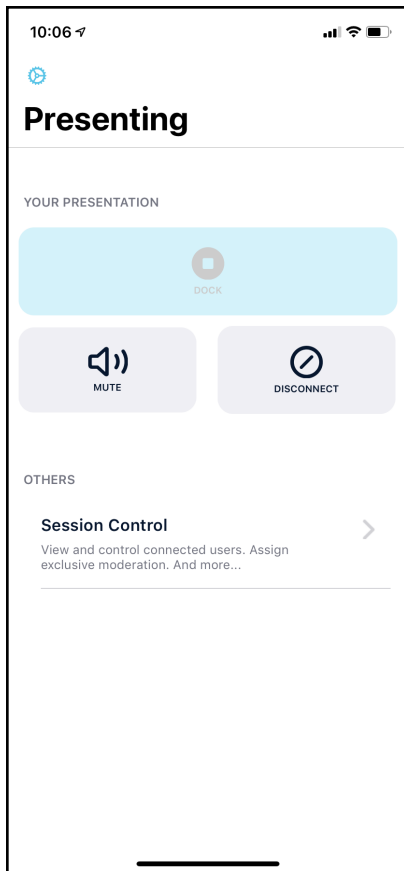 10:06
Presenting
YOUR PRESENTATION
DOCK
MUTE
DISCONNECT
OTHERS
Session Control
View and control connected users. Assign
exclusive moderation. And more...